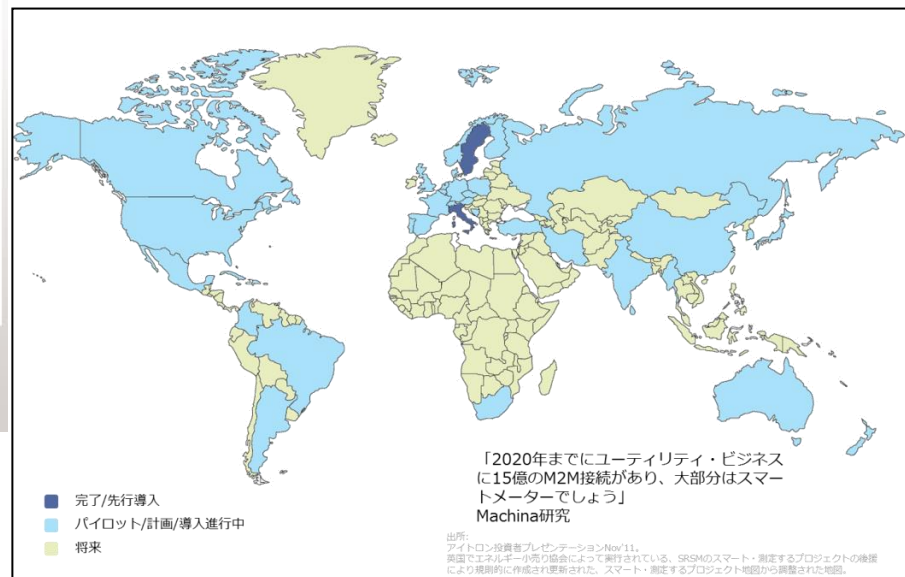 「2020年までにユーティリティ・ビジネス
に15億のM2M接続があり、大部分はスマー
トメーターでしょう」
Machina研究
完了/先行導入
パイロット/計画/導入進行中
将来
出所:
アイトロン投資者プレゼンテーションNov'11。
英国でエネルギー小売り協会によって実行されている、SRSMのスマート・測定するプロジェクトの後援
により規則的に作成され更新された、スマート・測定するプロジェクト地図から調整された地図。